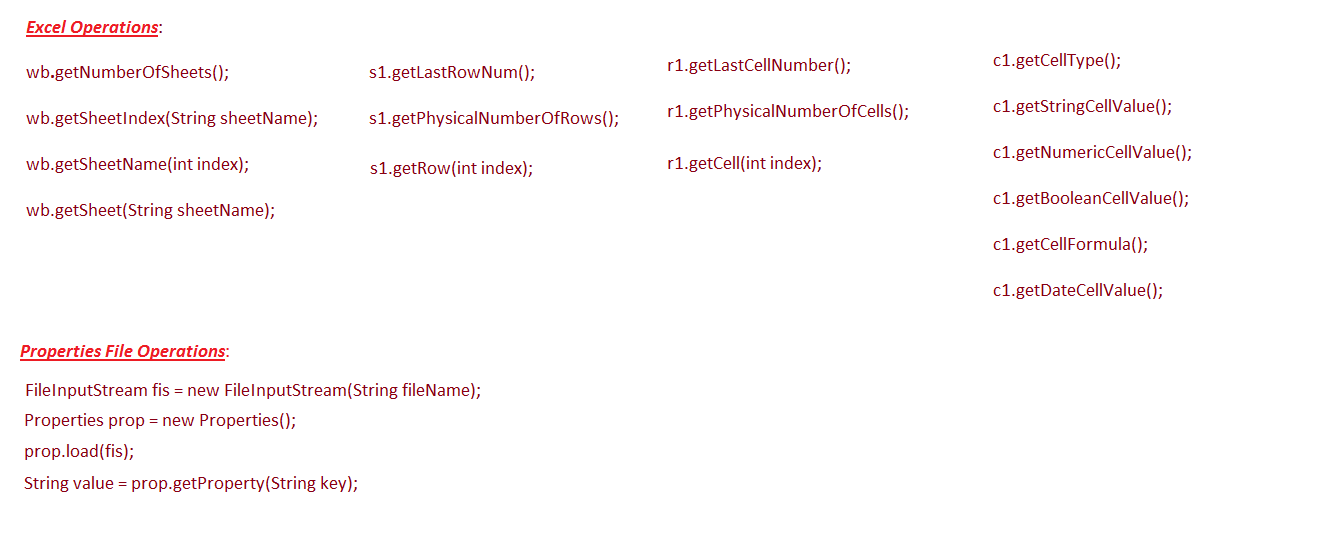 Excel Operations:
wb.getNumberOfSheets();
wb.getSheetIndex(String sheetName);
wb.getSheetName(int index);
wb.getSheet(String sheetName);
s1.getLastRowNum();
s1.getPhysicalNumberOfRows();
s1.getRow(int index);
r1.getLastCellNumber();
r1.getPhysicalNumberOfCells();
r1.getCell(int index);
c1.getCellType();
c1.getStringCellValue();
c1.getNumericCellValue();
c1.getBooleanCellValue();
c1.getCellFormula();
c1.getDateCellValue();
Properties File Operations:
FileInputStream fis = new FileInputStream(String fileName);
Properties prop = new Properties();
prop.load(fis);
String value = prop.getProperty(String key);